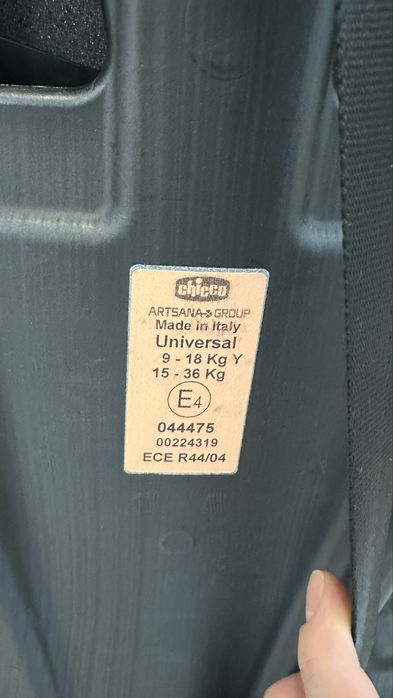 chicco
ARTSANA GROUP
Made in Italy
Universal
9 - 18 Kg Y
15 - 36 Kg
E4
044475
00224319
ECE R44/04